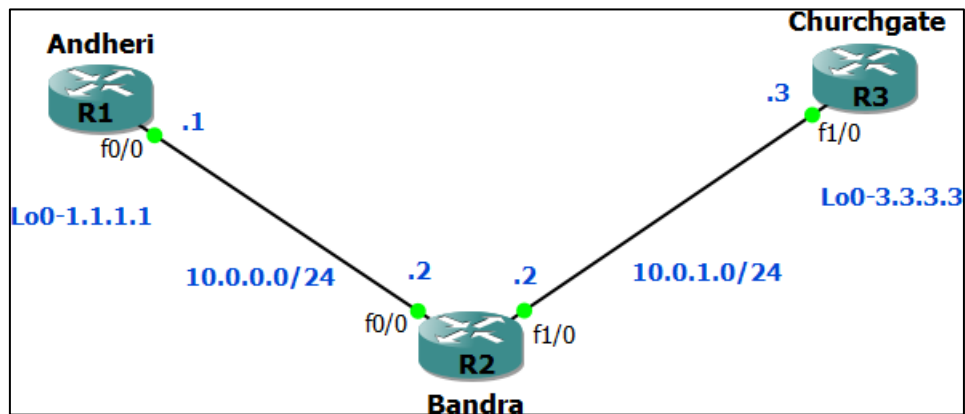 Andheri
R1
f0/0
.1
Lo0-1.1.1.1
10.0.0.0/24
.2
f0/0
R2
Bandra
.2
f1/0
10.0.1.0/24
Churchgate
R3
.3
f1/0
Lo0-3.3.3.3